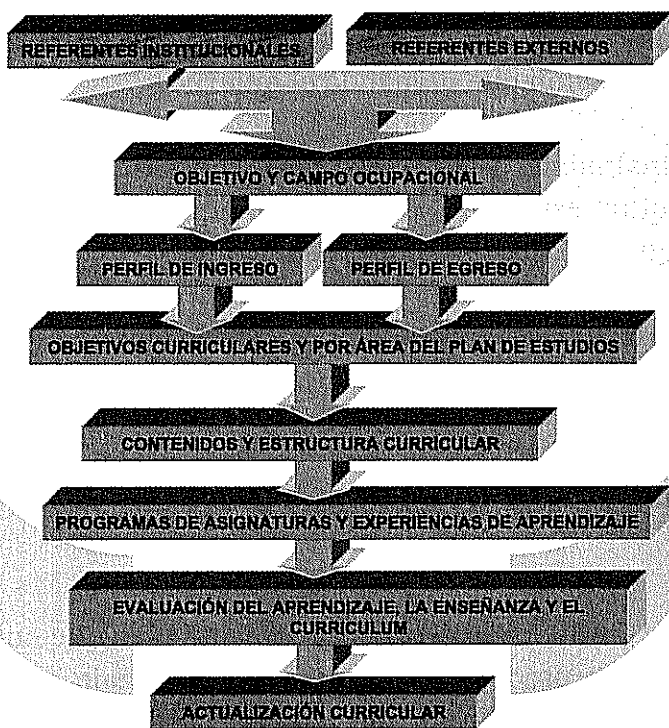 REFERENTES INSTITUCIONALES
REFERENTES EXTERNOS
OBJETIVO Y CAMPO OCUPACIONAL
PERFIL DE INGRESO
PERFIL DE EGRESO
OBJETIVOS CURRICULARES Y POR ÁREA DEL PLAN DE ESTUDIOS
CONTENIDOS Y ESTRUCTURA CURRICULAR
PROGRAMAS DE ASIGNATURAS Y EXPERIENCIAS DE APRENDIZAJE
EVALUACIÓN DEL APRENDIZAJE, LA ENSEÑANZA Y EL
CURRICULUM
ACTUALIZACIÓN CURRICULAR